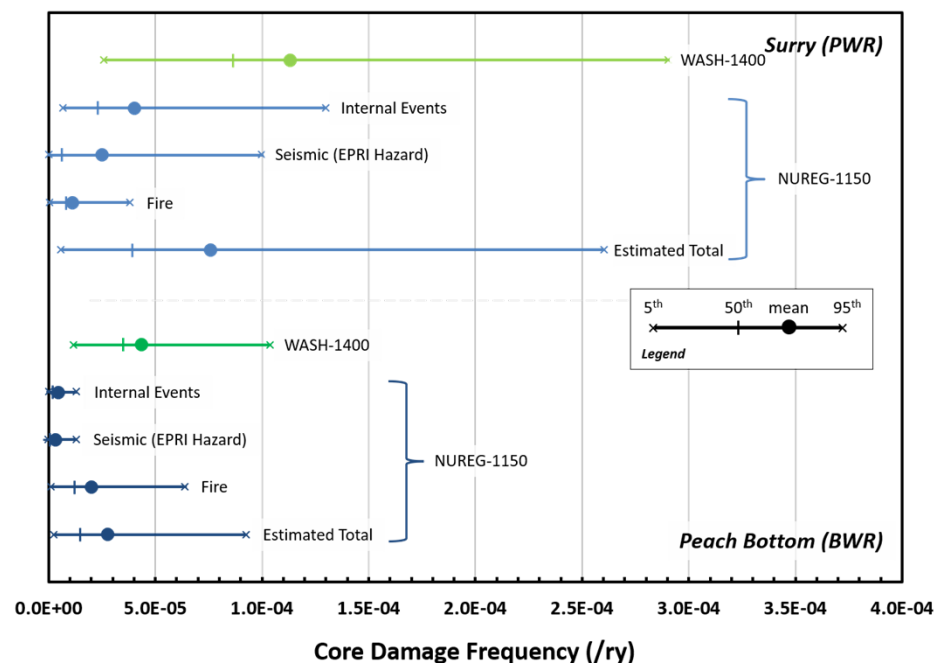 Surry (PWR)
WASH-1400
Internal Events
Seismic (EPRI Hazard)
NUREG-1150
Fire
Estimated Total
5th 50th mean 95th
Legend
WASH-1400
Internal Events
Seismic (EPRI Hazard)
NUREG-1150
Fire
Estimated Total
Peach Bottom (BWR)
0.0E+00 5.0E-05 1.0E-04 1.5E-04 2.0E-04 2.5E-04 3.0E-04 3.5E-04 4.0E-04
Core Damage Frequency (/ry)